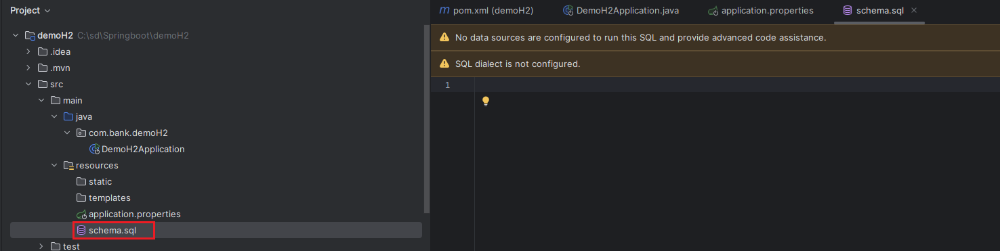 Project
demoH2 C:\sd\Springboot\demoH2
.idea
.mvn
src
main
java
com.bank.demoH2
DemoH2Application
resources
static
templates
application.properties
schema.sql
test
pom.xml (demoH2) DemoH2Application.java application.properties schema.sql
No data sources are configured to run this SQL and provide advanced code assistance.
SQL dialect is not configured.
1